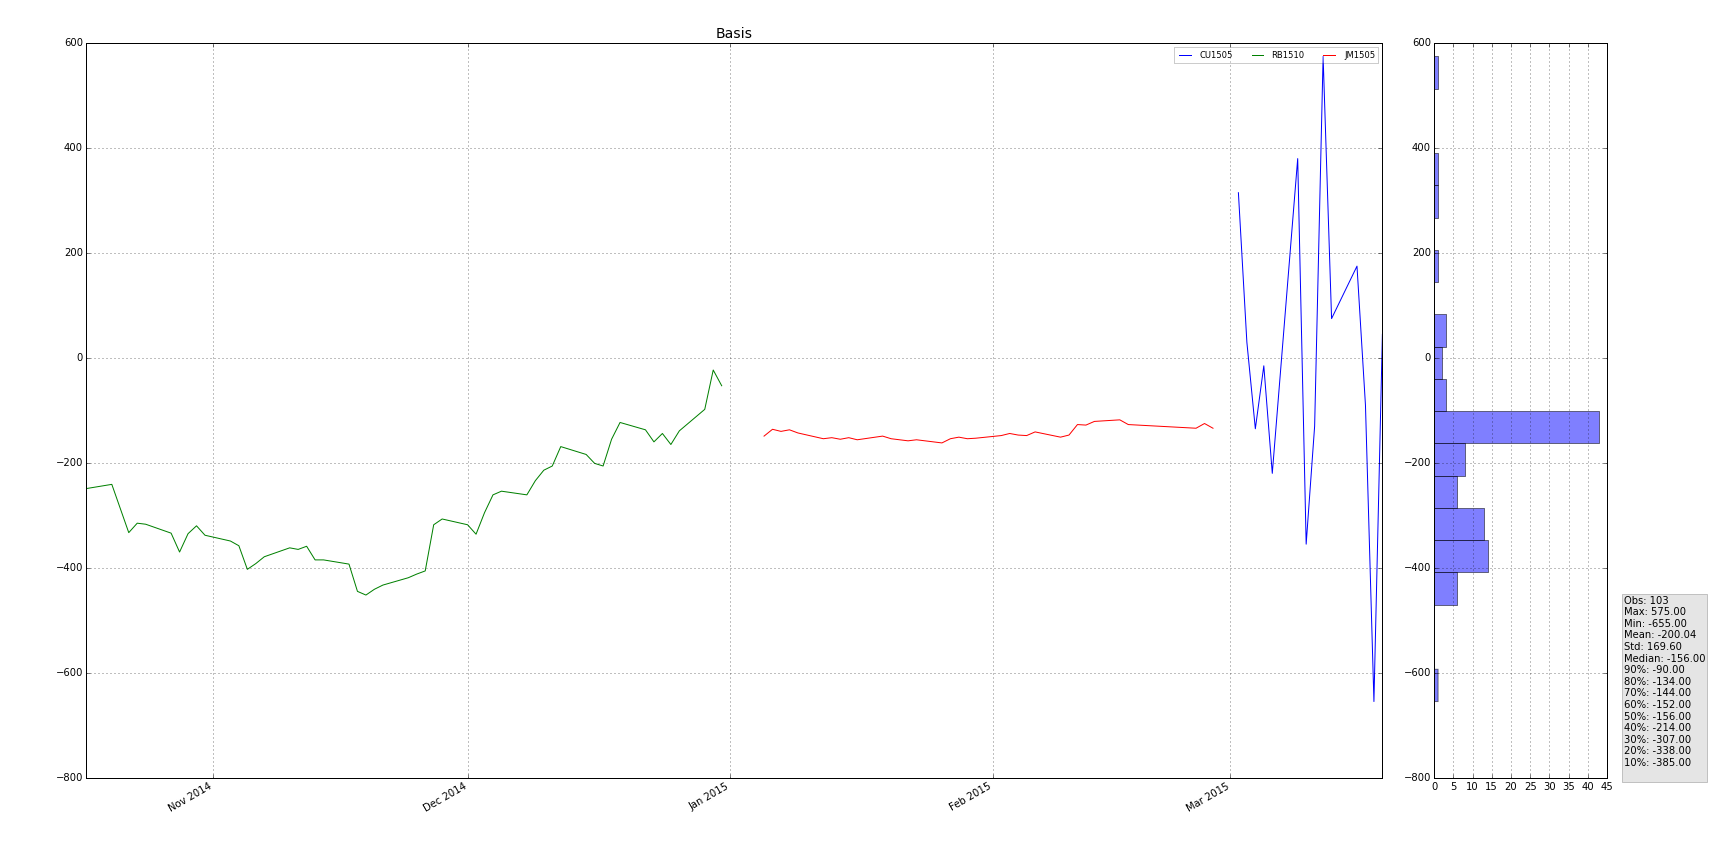 Basis
CU1505 RB1510 JM1505
600
400
200
0
−200
−400
−600
−800
Nov 2014
Dec 2014
Jan 2015
Feb 2015
Mar 2015
600
400
200
0
−200
−400
−600
−800
0 5 10 15 20 25 30 35 40 45
Obs: 103
Max: 575.00
Min: -655.00
Mean: -200.04
Std: 169.60
Median: -156.00
90%: -90.00
80%: -134.00
70%: -144.00
60%: -152.00
50%: -156.00
40%: -214.00
30%: -307.00
20%: -338.00
10%: -385.00